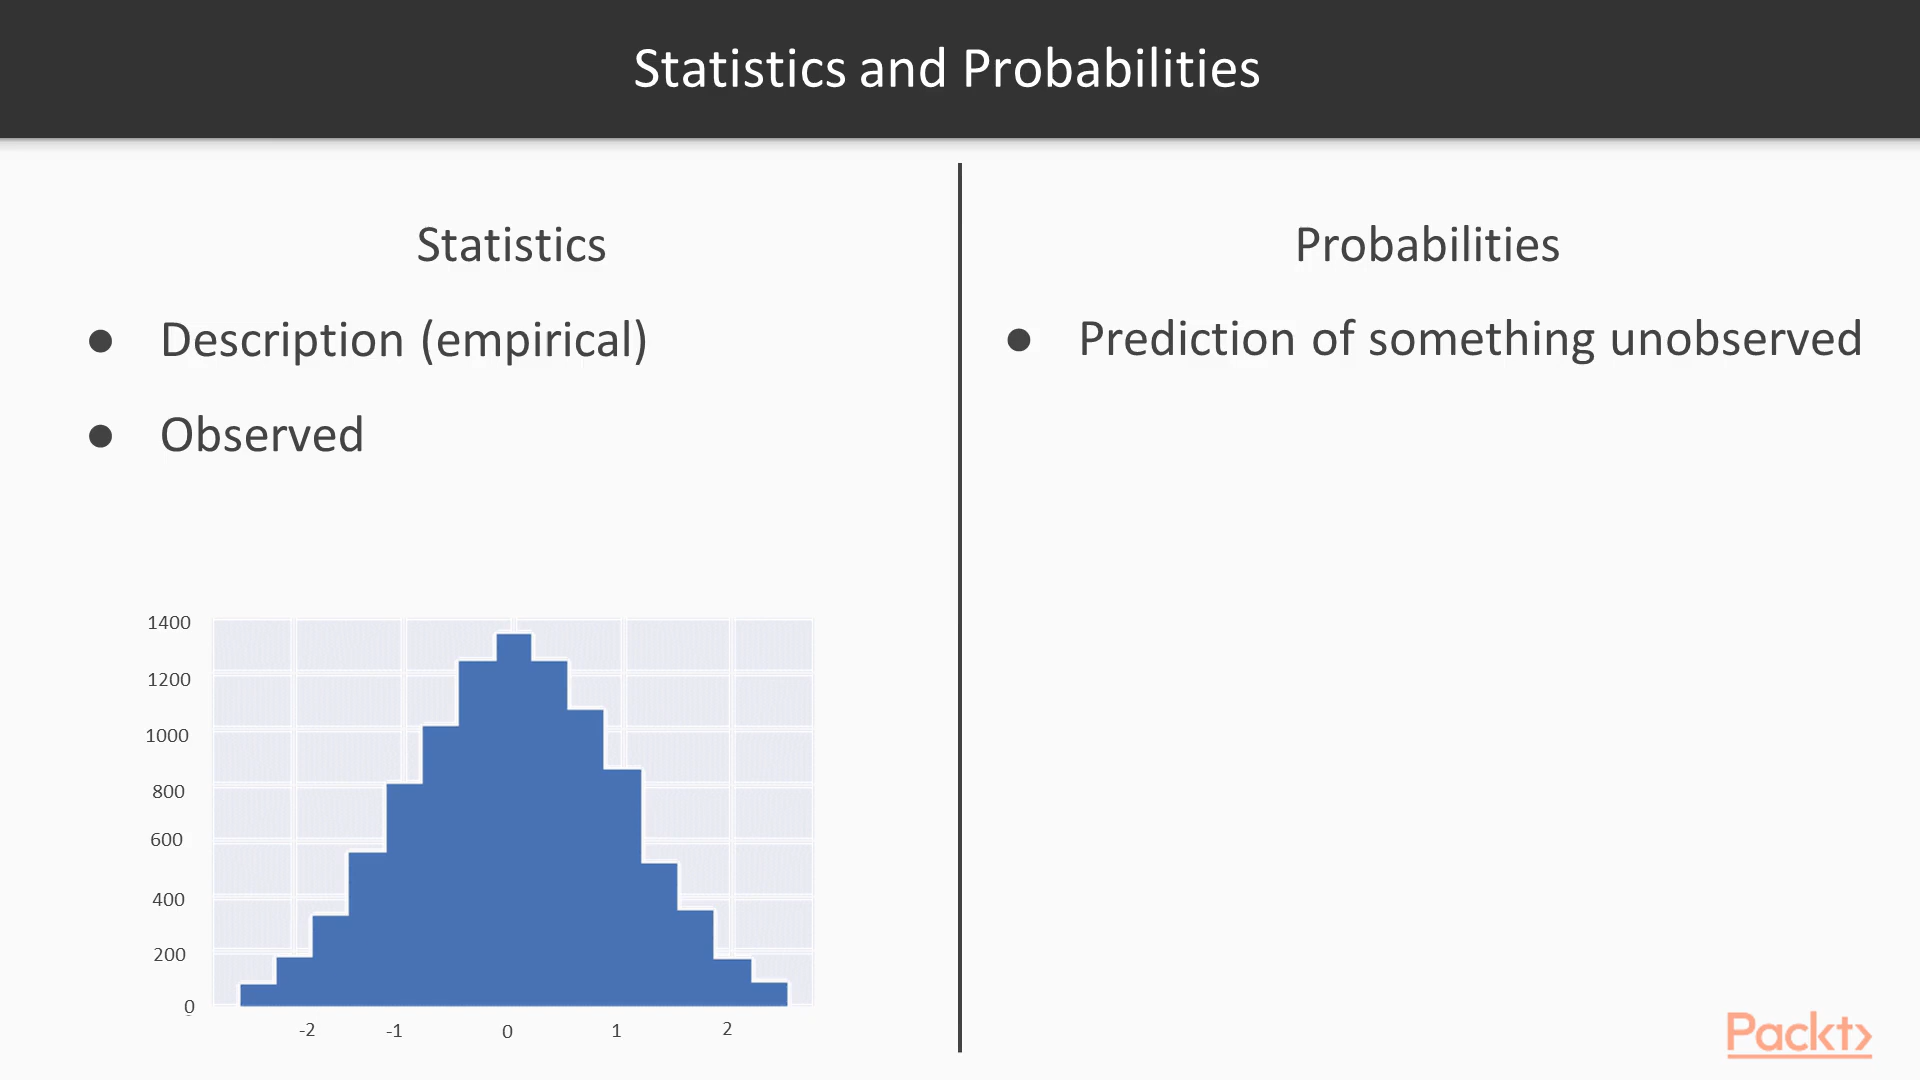 Statistics and Probabilities
Statistics
● Description (empirical)
● Observed
1400
1200
1000
800
600
400
200
0
-2 -1 0 1 2
Probabilities
● Prediction of something unobserved
Packt>